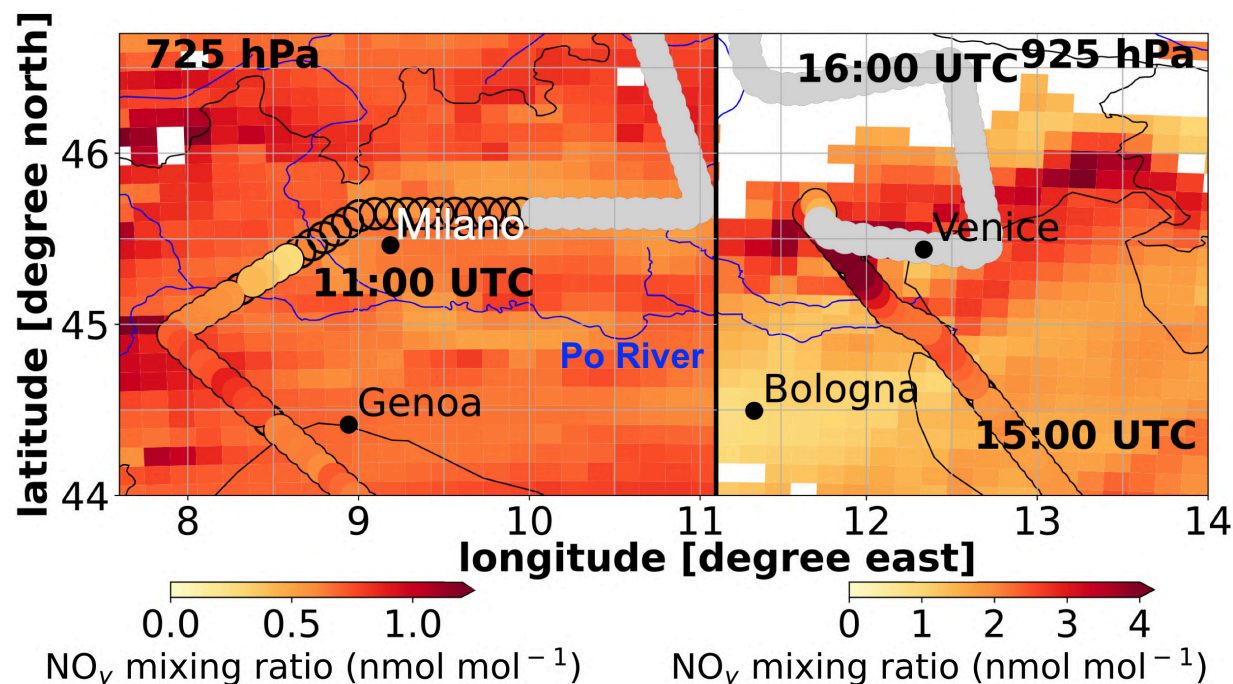 725 hPa
925 hPa
16:00 UTC
46
Milano
Venice
11:00 UTC
45
Po River
Genoa
Bologna
15:00 UTC
44
latitude [degree north]
8 9 10 11 12 13 14
longitude [degree east]
0.0 0.5 1.0
0 1 2 3 4
NOy mixing ratio (nmol mol−1)
NOy mixing ratio (nmol mol−1)